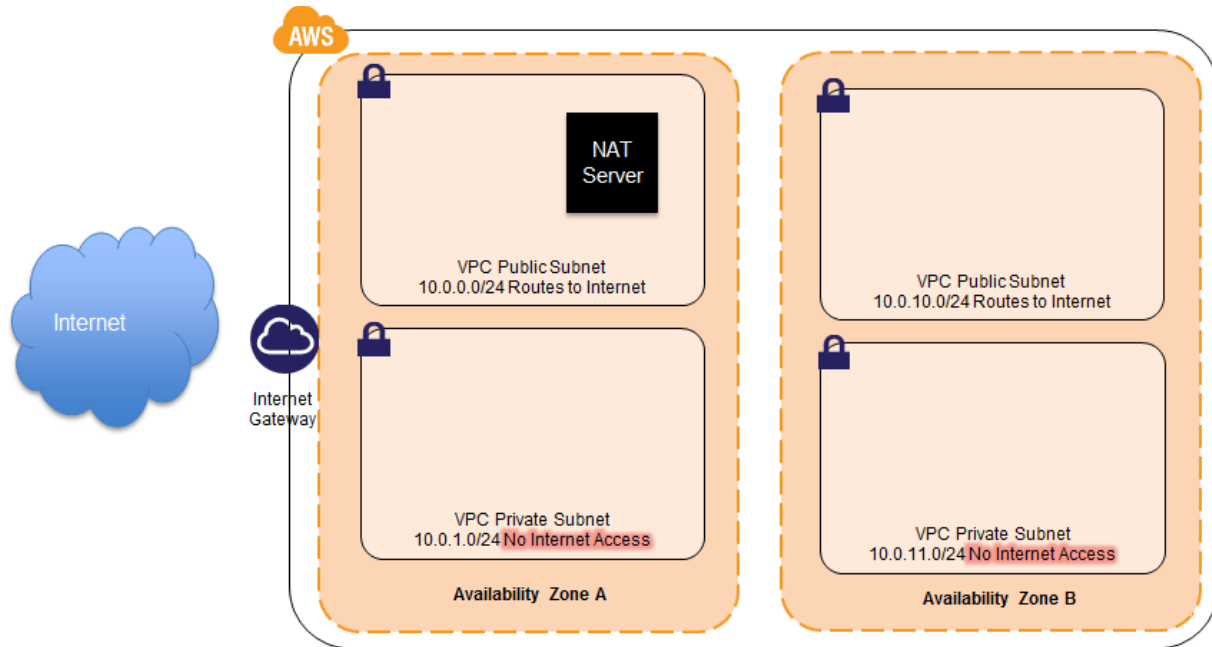 AWS
NAT
Server
VPC Public Subnet
10.0.0.0/24 Routes to Internet
VPC Public Subnet
10.0.10.0/24 Routes to Internet
Internet
Internet
Gateway
VPC Private Subnet
10.0.1.0/24 No Internet Access
VPC Private Subnet
10.0.11.0/24 No Internet Access
Availability Zone A
Availability Zone B